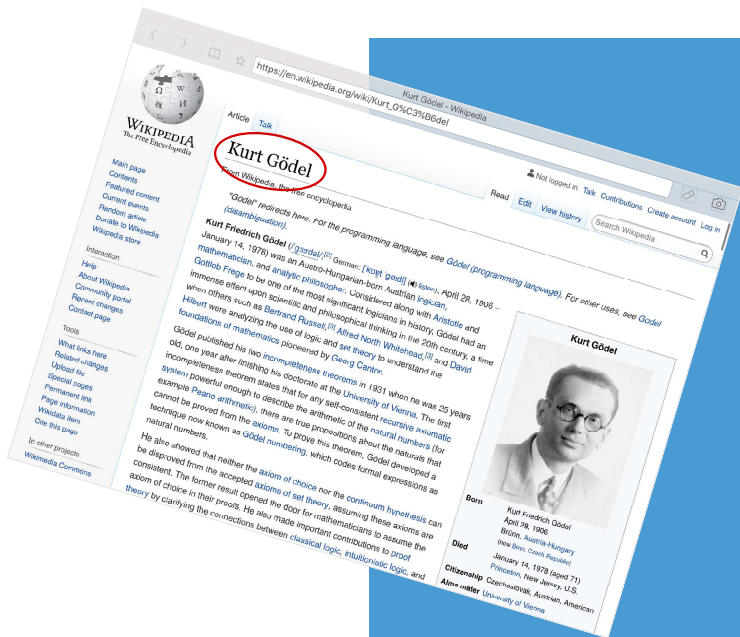 Kurt Gödel - Wikipedia
https://en.wikipedia.org/wiki/Kurt_G%C3%B6del
Not logged in Talk Contributions Create account Log in
WIKIPEDIA
The Free Encyclopedia
Main page
Contents
Featured content
Current events
Random article
Donate to Wikipedia
Wikipedia store
Interaction
Help
About Wikipedia
Community portal
Recent changes
Contact page
Tools
What links here
Related changes
Upload file
Special pages
Permanent link
Page information
Wikidata item
Cite this page
In other projects
Wikimedia Commons
Article Talk
Read Edit View history
Search Wikipedia
Kurt Gödel
From Wikipedia, the free encyclopedia
"Gödel" redirects here. For the programming language, see Gödel (programming language). For other uses, see Gödel
(disambiguation).
Kurt Friedrich Gödel (/ˈɡɜːrdəl/;[2] German: [ˈkʊɐ̯t ˈɡøːdl̩] (listen); April 28, 1906 –
January 14, 1978) was an Austro-Hungarian-born Austrian logician,
mathematician, and analytic philosopher. Considered along with Aristotle and
Gottlob Frege to be one of the most significant logicians in history, Gödel had an
immense effect upon scientific and philosophical thinking in the 20th century, a time
when others such as Bertrand Russell,[3] Alfred North Whitehead,[3] and David
Hilbert were analyzing the use of logic and set theory to understand the
foundations of mathematics pioneered by Georg Cantor.
Gödel published his two incompleteness theorems in 1931 when he was 25 years
old, one year after finishing his doctorate at the University of Vienna. The first
incompleteness theorem states that for any self-consistent recursive axiomatic
system powerful enough to describe the arithmetic of the natural numbers (for
example Peano arithmetic), there are true propositions about the naturals that
cannot be proved from the axioms. To prove this theorem, Gödel developed a
technique now known as Gödel numbering, which codes formal expressions as
natural numbers.
He also showed that neither the axiom of choice nor the continuum hypothesis can
be disproved from the accepted axioms of set theory, assuming these axioms are
consistent. The former result opened the door for mathematicians to assume the
axiom of choice in their proofs. He also made important contributions to proof
theory by clarifying the connections between classical logic, intuitionistic logic, and
Kurt Gödel
Born Kurt Friedrich Gödel
April 28, 1906
Brünn, Austria-Hungary
(now Brno, Czech Republic)
Died January 14, 1978 (aged 71)
Princeton, New Jersey, U.S.
Citizenship Czechoslovak, Austrian, American
Alma mater University of Vienna